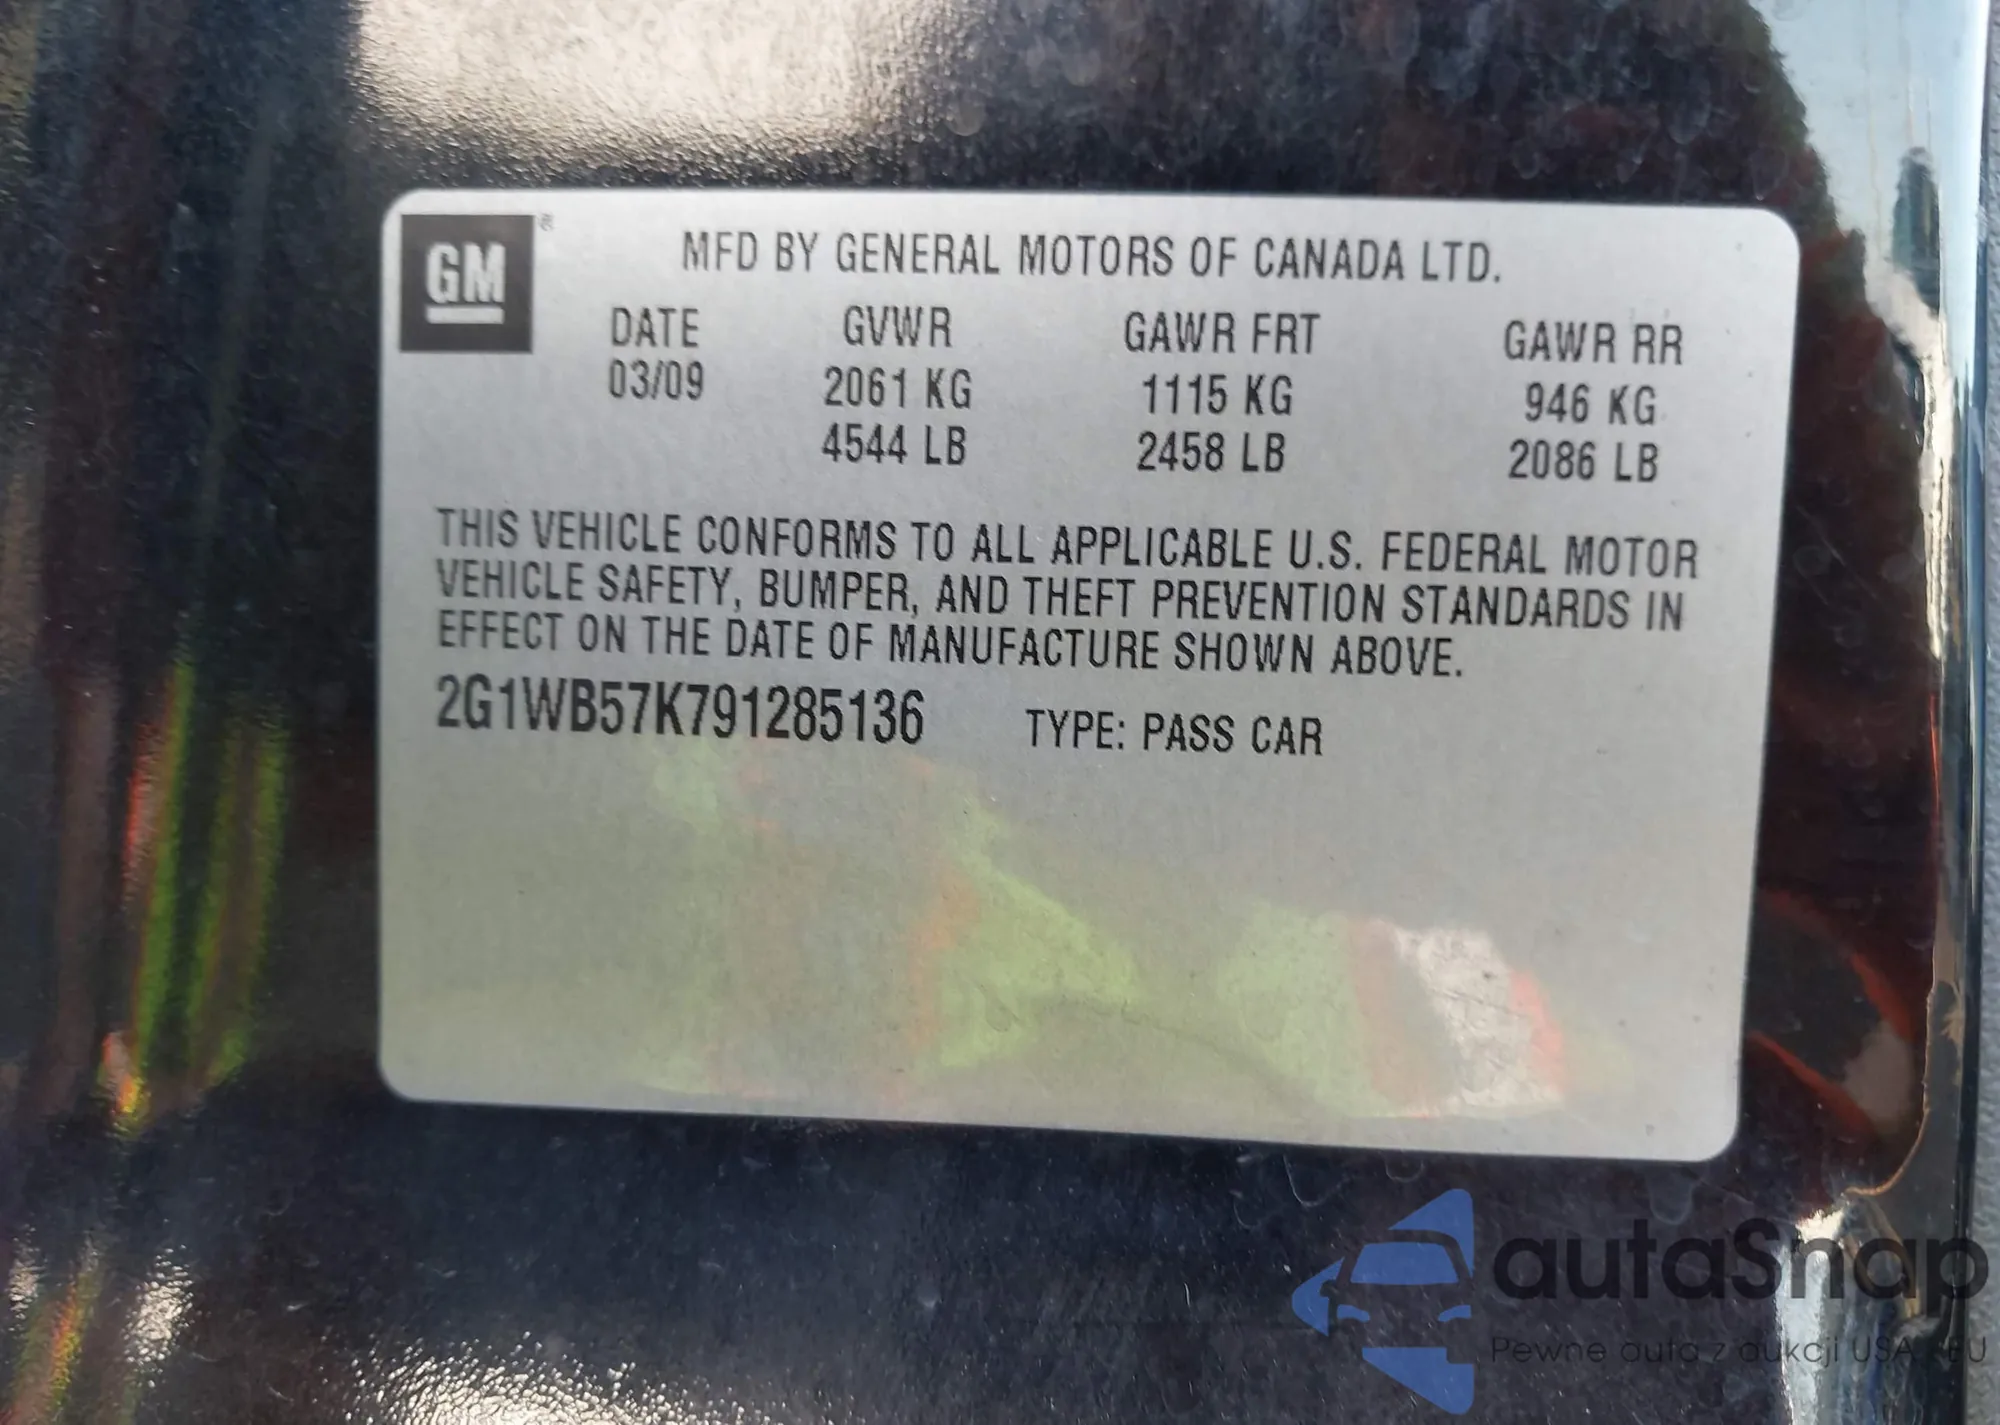 GM
MFD BY GENERAL MOTORS OF CANADA LTD.
DATE GVWR GAWR FRT GAWR RR
03/09 2061 KG 1115 KG 946 KG
4544 LB 2458 LB 2086 LB
THIS VEHICLE CONFORMS TO ALL APPLICABLE U.S. FEDERAL MOTOR
VEHICLE SAFETY, BUMPER, AND THEFT PREVENTION STANDARDS IN
EFFECT ON THE DATE OF MANUFACTURE SHOWN ABOVE.
2G1WB57K791285136 TYPE: PASS CAR
autaSnap
Pewne auta z aukcji USA EU